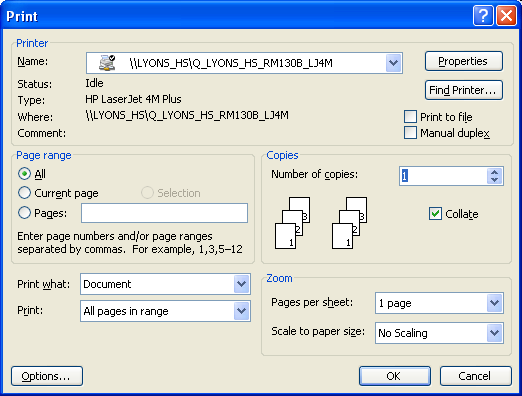 Print
Printer
Name: \\LYONS_HS\Q_LYONS_HS_RM130B_LJ4M
Properties
Status: Idle
Type: HP LaserJet 4M Plus
Find Printer...
Where: \\LYONS_HS\Q_LYONS_HS_RM130B_LJ4M
Print to file
Comment:
Manual duplex
Page range
All
Current page Selection
Pages:
Enter page numbers and/or page ranges
separated by commas. For example, 1,3,5–12
Copies
Number of copies: 1
3 3
2 2
1 1
Collate
Print what: Document
Print: All pages in range
Zoom
Pages per sheet: 1 page
Scale to paper size: No Scaling
Options... OK Cancel